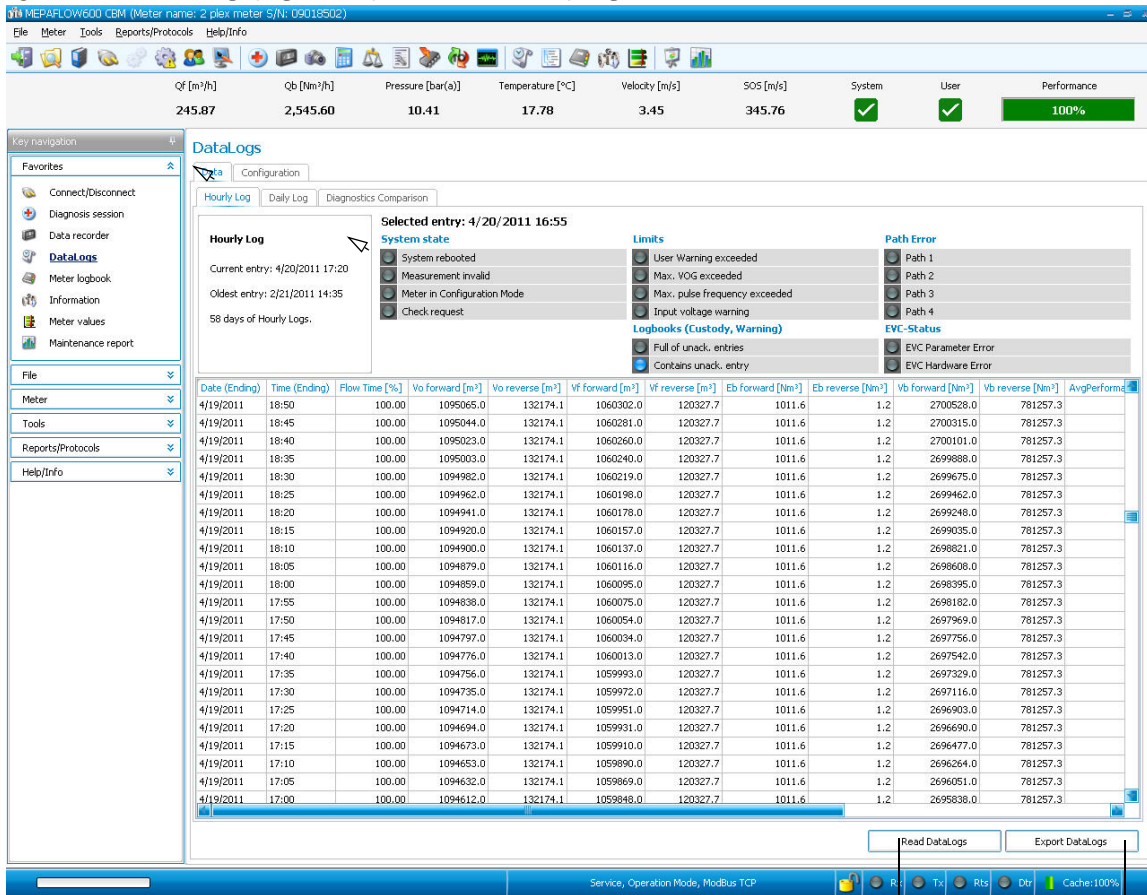 MEPAFLOW600 CBM (Meter name: 2 plex meter S/N: 09018502)
File Meter Tools Reports/Protocols Help/Info
Qf [m³/h] Qb [Nm³/h] Pressure [bar(a)] Temperature [°C] Velocity [m/s] SOS [m/s] System User Performance
245.87 2,545.60 10.41 17.78 3.45 345.76 100%
Key navigation
Favorites
Connect/Disconnect
Diagnosis session
Data recorder
DataLogs
Meter logbook
Information
Meter values
Maintenance report
File
Meter
Tools
Reports/Protocols
Help/Info
DataLogs
Data Configuration
Hourly Log Daily Log Diagnostics Comparison
Hourly Log
Current entry: 4/20/2011 17:20
Oldest entry: 2/21/2011 14:35
58 days of Hourly Logs.
Selected entry: 4/20/2011 16:55
System state
System rebooted
Measurement invalid
Meter in Configuration Mode
Check request
Limits
User Warning exceeded
Max. VOG exceeded
Max. pulse frequency exceeded
Input voltage warning
Logbooks (Custody, Warning)
Full of unack. entries
Contains unack. entry
Path Error
Path 1
Path 2
Path 3
Path 4
EVC-Status
EVC Parameter Error
EVC Hardware Error
Date (Ending) Time (Ending) Flow Time [%] Vo forward [m³] Vo reverse [m³] Vf forward [m³] Vf reverse [m³] Eb forward [Nm³] Eb reverse [Nm³] Vb forward [Nm³] Vb reverse [Nm³] AvgPerforma
4/19/2011 18:50 100.00 1095065.0 132174.1 1060302.0 120327.7 1011.6 1.2 2700528.0 781257.3
4/19/2011 18:45 100.00 1095044.0 132174.1 1060281.0 120327.7 1011.6 1.2 2700315.0 781257.3
4/19/2011 18:40 100.00 1095023.0 132174.1 1060260.0 120327.7 1011.6 1.2 2700101.0 781257.3
4/19/2011 18:35 100.00 1095003.0 132174.1 1060240.0 120327.7 1011.6 1.2 2699888.0 781257.3
4/19/2011 18:30 100.00 1094982.0 132174.1 1060219.0 120327.7 1011.6 1.2 2699675.0 781257.3
4/19/2011 18:25 100.00 1094962.0 132174.1 1060198.0 120327.7 1011.6 1.2 2699462.0 781257.3
4/19/2011 18:20 100.00 1094941.0 132174.1 1060178.0 120327.7 1011.6 1.2 2699248.0 781257.3
4/19/2011 18:15 100.00 1094920.0 132174.1 1060157.0 120327.7 1011.6 1.2 2699035.0 781257.3
4/19/2011 18:10 100.00 1094900.0 132174.1 1060137.0 120327.7 1011.6 1.2 2698821.0 781257.3
4/19/2011 18:05 100.00 1094879.0 132174.1 1060116.0 120327.7 1011.6 1.2 2698608.0 781257.3
4/19/2011 18:00 100.00 1094859.0 132174.1 1060095.0 120327.7 1011.6 1.2 2698395.0 781257.3
4/19/2011 17:55 100.00 1094838.0 132174.1 1060075.0 120327.7 1011.6 1.2 2698182.0 781257.3
4/19/2011 17:50 100.00 1094817.0 132174.1 1060054.0 120327.7 1011.6 1.2 2697969.0 781257.3
4/19/2011 17:45 100.00 1094797.0 132174.1 1060034.0 120327.7 1011.6 1.2 2697756.0 781257.3
4/19/2011 17:40 100.00 1094776.0 132174.1 1060013.0 120327.7 1011.6 1.2 2697542.0 781257.3
4/19/2011 17:35 100.00 1094756.0 132174.1 1059993.0 120327.7 1011.6 1.2 2697329.0 781257.3
4/19/2011 17:30 100.00 1094735.0 132174.1 1059972.0 120327.7 1011.6 1.2 2697116.0 781257.3
4/19/2011 17:25 100.00 1094714.0 132174.1 1059951.0 120327.7 1011.6 1.2 2696903.0 781257.3
4/19/2011 17:20 100.00 1094694.0 132174.1 1059931.0 120327.7 1011.6 1.2 2696690.0 781257.3
4/19/2011 17:15 100.00 1094673.0 132174.1 1059910.0 120327.7 1011.6 1.2 2696477.0 781257.3
4/19/2011 17:10 100.00 1094653.0 132174.1 1059890.0 120327.7 1011.6 1.2 2696264.0 781257.3
4/19/2011 17:05 100.00 1094632.0 132174.1 1059869.0 120327.7 1011.6 1.2 2696051.0 781257.3
4/19/2011 17:00 100.00 1094612.0 132174.1 1059848.0 120327.7 1011.6 1.2 2695838.0 781257.3
Read DataLogs Export DataLogs
Service, Operation Mode, ModBus TCP Tx Rts Dtr Cache:100%